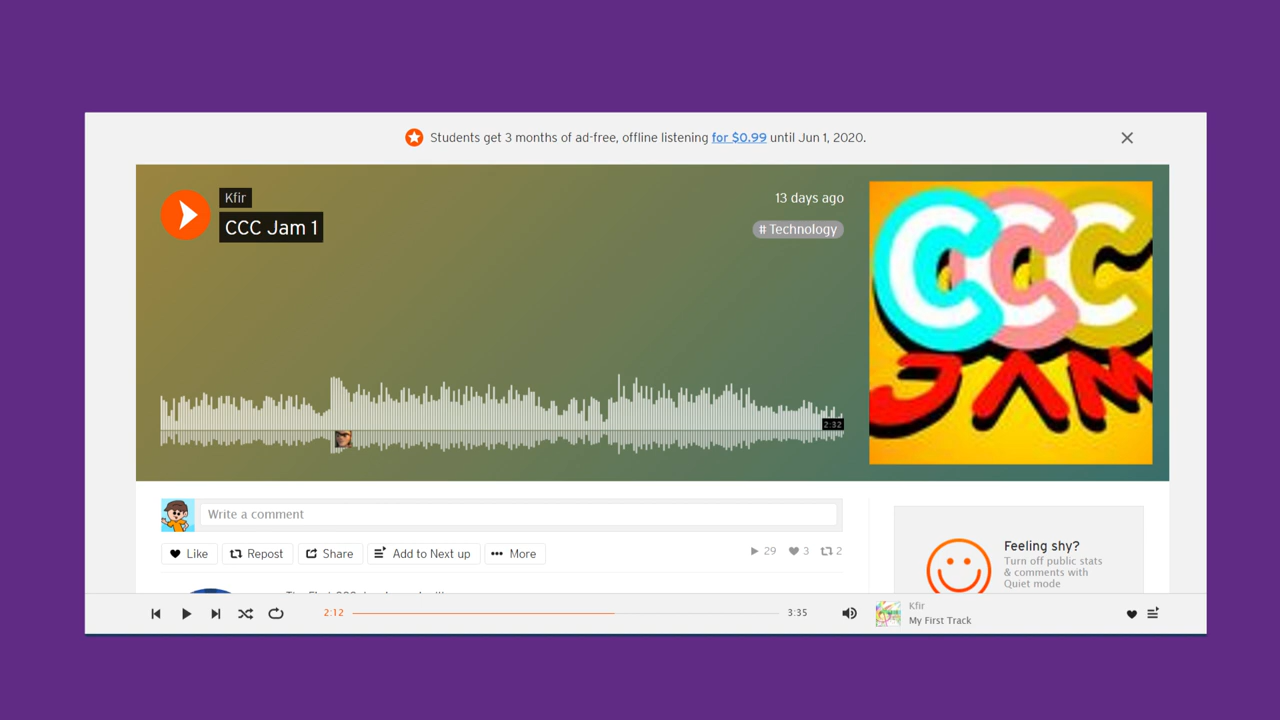 Students get 3 months of ad-free, offline listening for $0.99 until Jun 1, 2020.
Kfir
13 days ago
CCC Jam 1
# Technology
CCC
JAM
2:32
Write a comment
Like
Repost
Share
Add to Next up
More
29
3
2
Feeling shy?
Turn off public stats
& comments with
Quiet mode
2:12
3:35
Kfir
My First Track